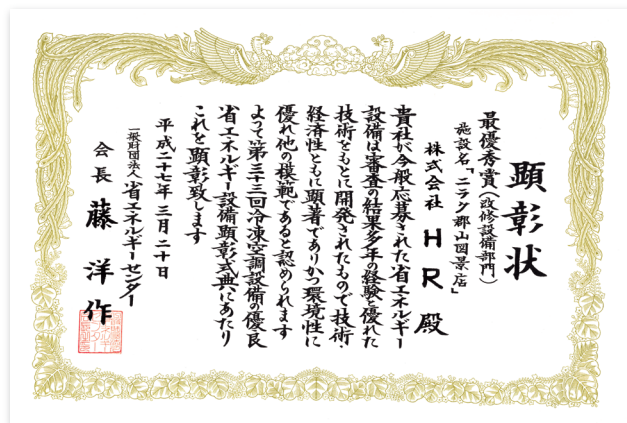 顕彰状
最優秀賞(改修設備部門)
施設名「ニラク郡山図景店」
株式会社 HR 殿
貴社が今般応募された省エネルギー
設備は審査の結果多年の経験と優れた
技術をもとに開発されたもので技術・
経済性ともに顕著でありかつ環境性に
優れ他の模範であると認められます
よって第三十三回冷凍空調設備の優良
省エネルギー設備顕彰式典にあたり
これを顕彰致します
平成二十七年三月二十日
一般財団法人省エネルギーセンター
会長 藤洋作